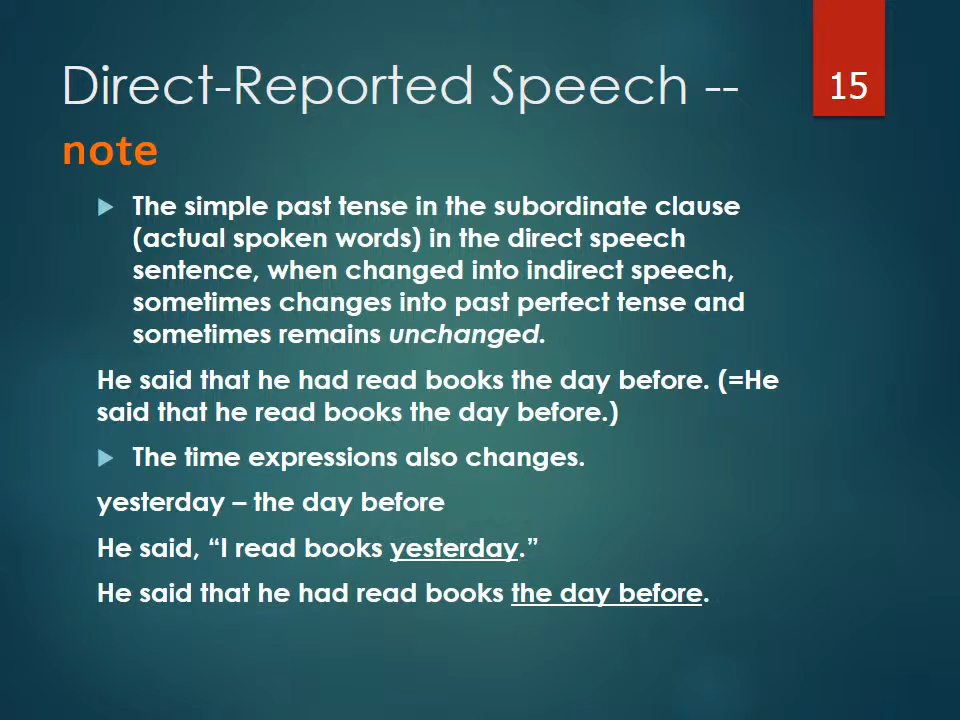 Direct-Reported Speech --
15
note
The simple past tense in the subordinate clause
(actual spoken words) in the direct speech
sentence, when changed into indirect speech,
sometimes changes into past perfect tense and
sometimes remains unchanged.
He said that he had read books the day before. (=He
said that he read books the day before.)
The time expressions also changes.
yesterday – the day before
He said, “I read books yesterday.”
He said that he had read books the day before.